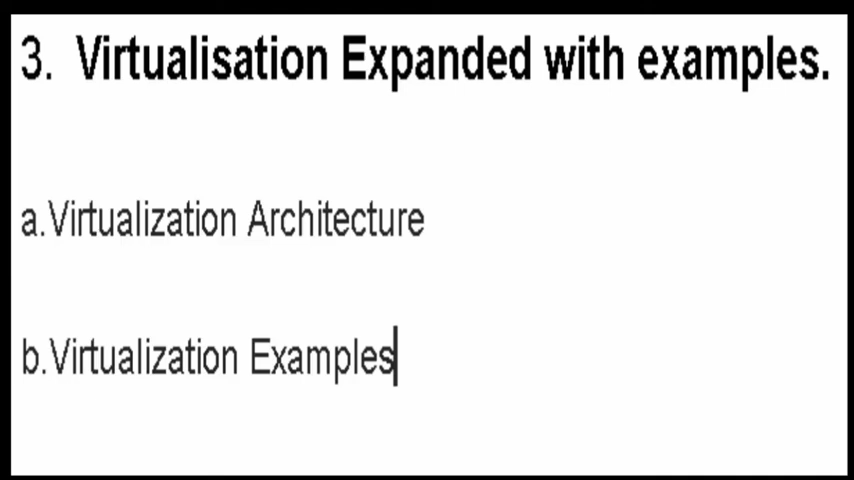 3. Virtualisation Expanded with examples.
a.Virtualization Architecture
b.Virtualization Examples